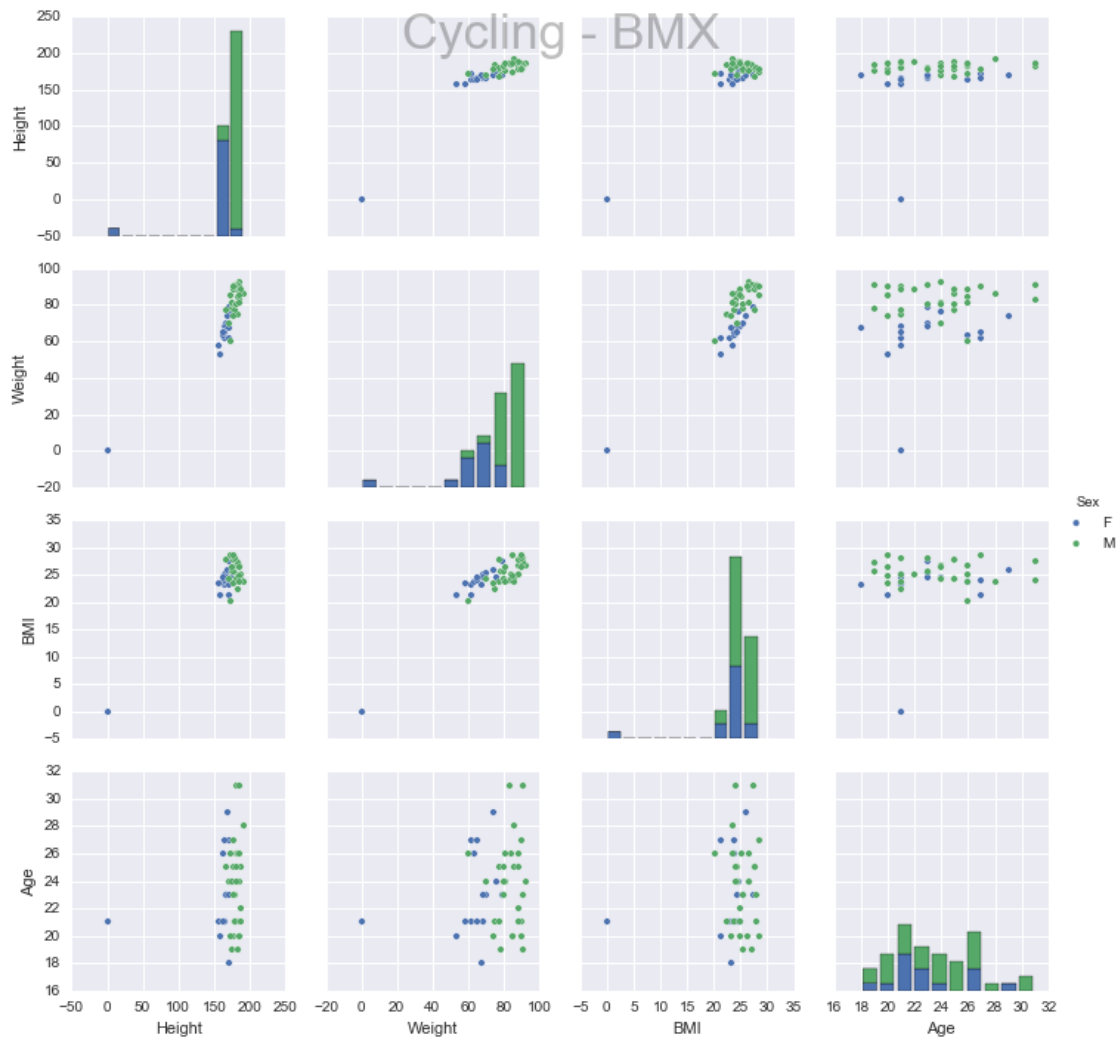 Cycling - BMX
250
200
150
100
50
0
−50
Height
100
80
60
40
20
0
−20
Weight
35
30
25
20
15
10
5
0
−5
BMI
Sex
F
M
32
30
28
26
24
22
20
18
16
Age
−50 0 50 100 150 200 250
−20 0 20 40 60 80 100
−5 0 5 10 15 20 25 30 35
16 18 20 22 24 26 28 30 32
Height Weight BMI Age